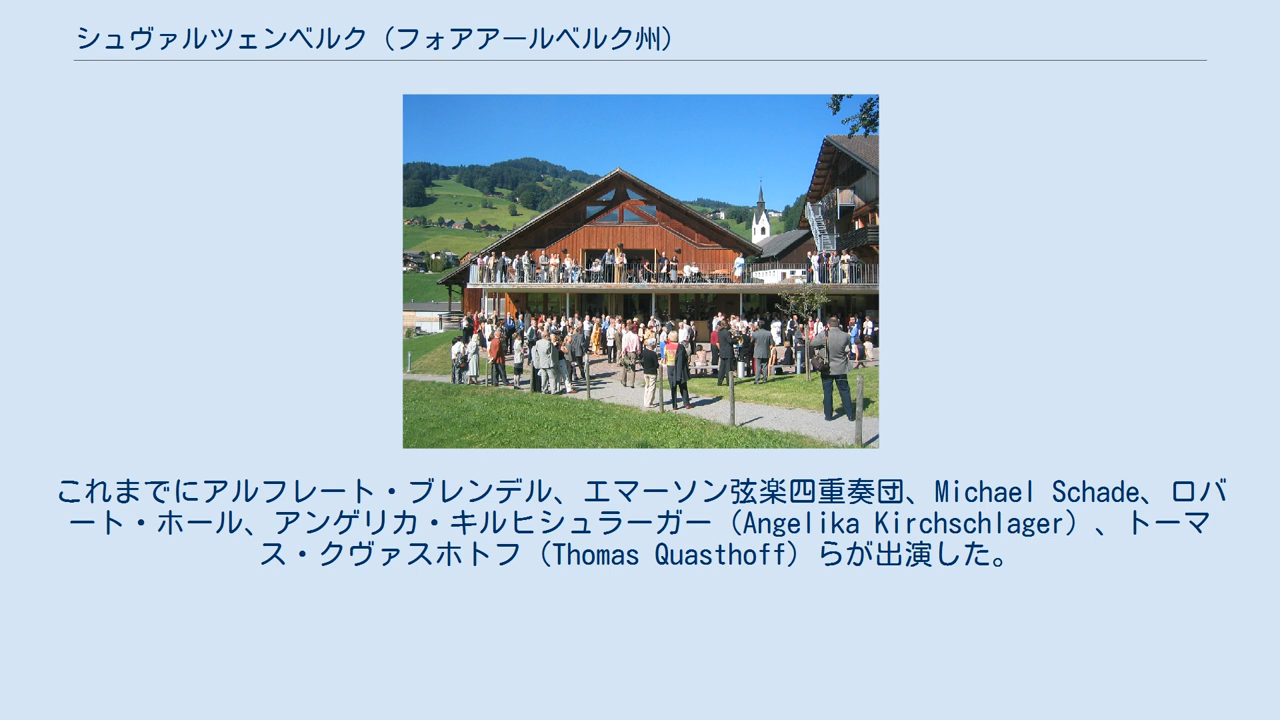 シュヴァルツェンベルク（フォアアールベルク州）
これまでにアルフレート・ブレンデル、エマーソン弦楽四重奏団、Michael Schade、ロバ
ート・ホール、アンゲリカ・キルヒシュラーガー（Angelika Kirchschlager）、トーマ
ス・クヴァスホトフ（Thomas Quasthoff）らが出演した。